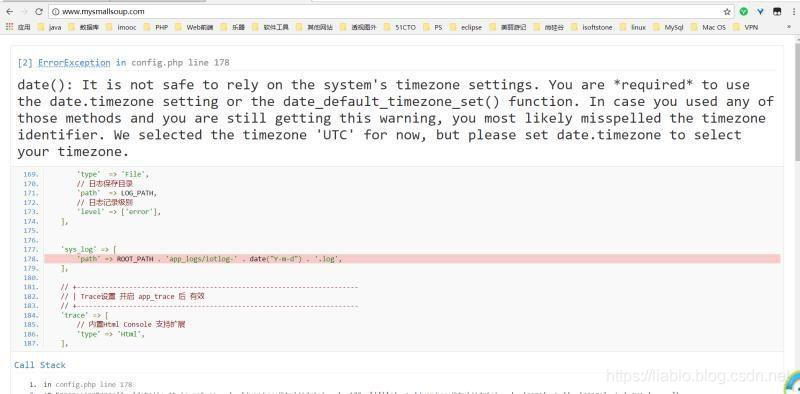 www.mysmallsoup.com
应用 java 数据库 imooc PHP Web前端 乐器 软件工具 其他网站 透视图外 51CTO PS eclipse 美丽游记 尚硅谷 isoftstone linux MySql Mac OS VPN
[2] ErrorException in config.php line 178
date(): It is not safe to rely on the system's timezone settings. You are *required* to use
the date.timezone setting or the date_default_timezone_set() function. In case you used any of
those methods and you are still getting this warning, you most likely misspelled the timezone
identifier. We selected the timezone 'UTC' for now, but please set date.timezone to select
your timezone.
169. 'type' => 'File',
170. // 日志保存目录
171. 'path' => LOG_PATH,
172. // 日志记录级别
173. 'level' => ['error'],
174. ],
175.
176.
177. 'sys_log' => [
178. 'path' => ROOT_PATH . 'app_logs/iotlog-' . date("Y-m-d") . '.log',
179. ],
180.
181. // +----------------------------------------------------------------------
182. // | Trace设置 开启 app_trace 后 有效
183. // +----------------------------------------------------------------------
184. 'trace' => [
185. // 内置Html Console 支持扩展
186. 'type' => 'Html',
187. ],
Call Stack
1. in config.php line 178
https://liabio.blog.csdn.net